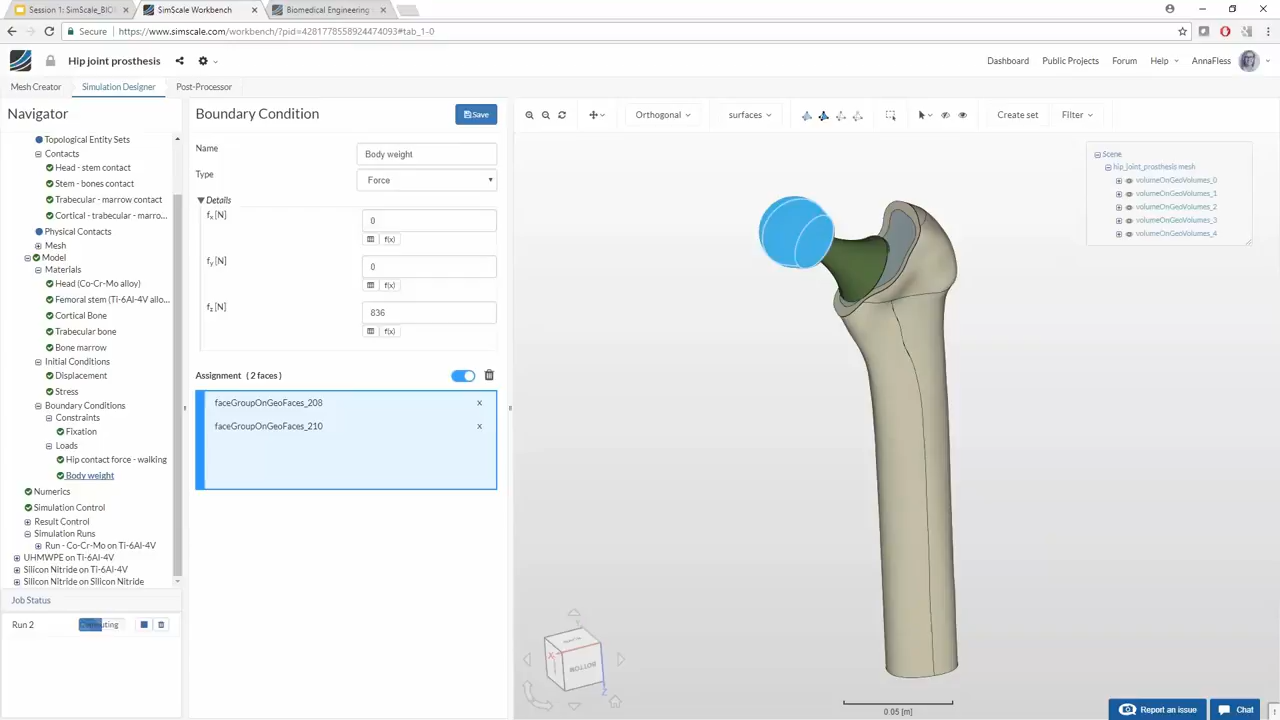 Session 1: SimScale_BIO
SimScale Workbench
Biomedical Engineering
Secure
https://www.simscale.com/workbench/?pid=4281778558924474093#tab_1-0
Hip joint prosthesis
Dashboard
Public Projects
Forum
Help
AnnaFless
Mesh Creator
Simulation Designer
Post-Processor
Navigator
Topological Entity Sets
Contacts
Head - stem contact
Stem - bones contact
Trabecular - marrow contact
Cortical - trabecular - marro...
Physical Contacts
Mesh
Model
Materials
Head (Co-Cr-Mo alloy)
Femoral stem (Ti-6Al-4V allo...
Cortical Bone
Trabecular bone
Bone marrow
Initial Conditions
Displacement
Stress
Boundary Conditions
Constraints
Fixation
Loads
Hip contact force - walking
Body weight
Numerics
Simulation Control
Result Control
Simulation Runs
Run - Co-Cr-Mo on Ti-6Al-4V
UHMWPE on Ti-6Al-4V
Silicon Nitride on Ti-6Al-4V
Silicon Nitride on Silicon Nitride
Job Status
Run 2
Computing
Boundary Condition
Save
Name
Body weight
Type
Force
Details
fx [N]
0
f(x)
fy [N]
0
f(x)
fz [N]
836
f(x)
Assignment ( 2 faces )
faceGroupOnGeoFaces_208
x
faceGroupOnGeoFaces_210
x
Orthogonal
surfaces
Create set
Filter
Scene
hip_joint_prosthesis mesh
volumeOnGeoVolumes_0
volumeOnGeoVolumes_1
volumeOnGeoVolumes_2
volumeOnGeoVolumes_3
volumeOnGeoVolumes_4
X
BOTTOM
Z
0.05 [m]
Report an issue
Chat